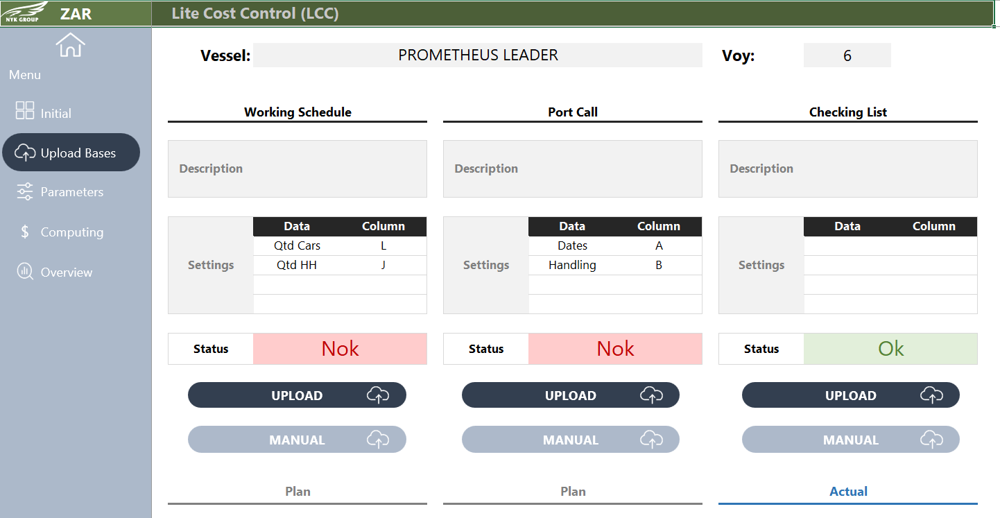 NYK GROUP
ZAR
Lite Cost Control (LCC)
Menu
Initial
Upload Bases
Parameters
$ Computing
Overview
Vessel: PROMETHEUS LEADER Voy: 6
Working Schedule
Description
Settings
Data Column
Qtd Cars L
Qtd HH J
Status Nok
UPLOAD
MANUAL
Plan
Port Call
Description
Settings
Data Column
Dates A
Handling B
Status Nok
UPLOAD
MANUAL
Plan
Checking List
Description
Settings
Data Column
Status Ok
UPLOAD
MANUAL
Actual